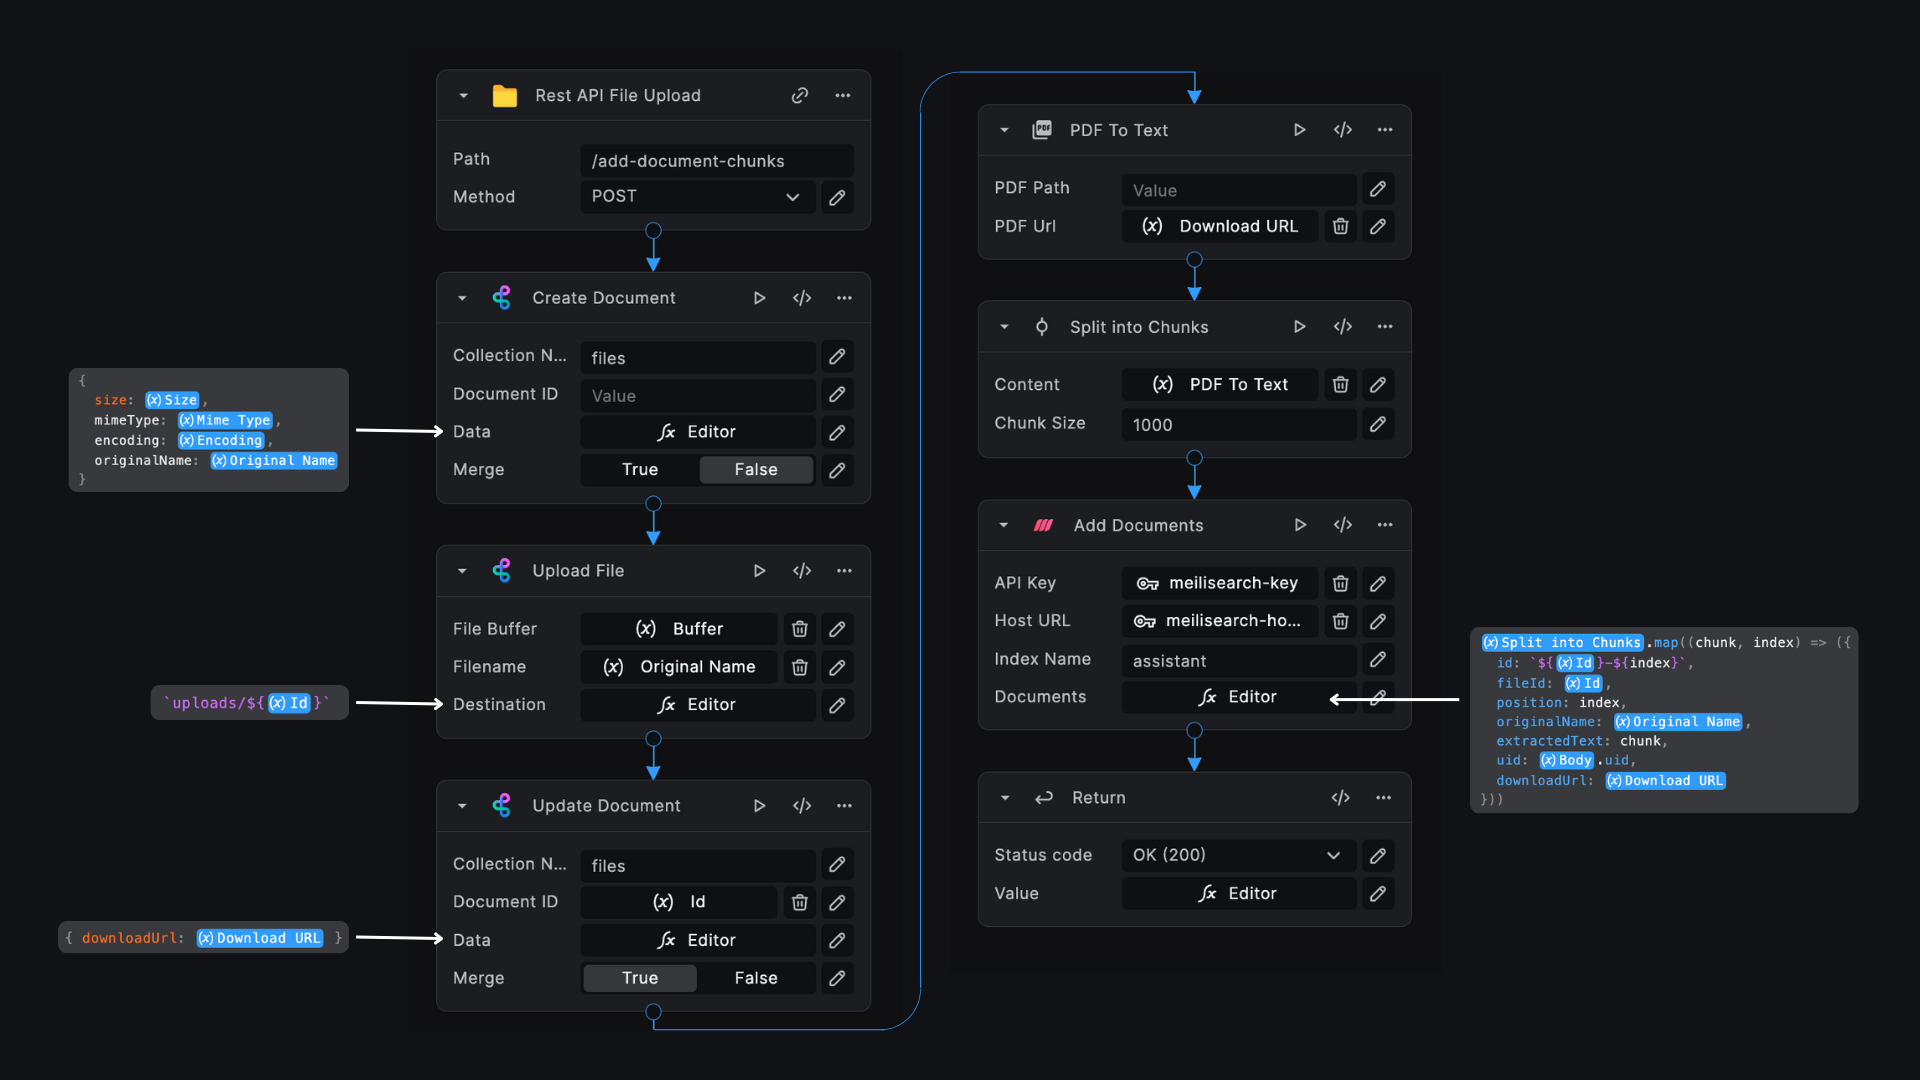 Rest API File Upload
Path
/add-document-chunks
Method
POST
Create Document
Collection N...
files
Document ID
Value
Data
Editor
Merge
True
False
{
size: (x)Size,
mimeType: (x)Mime Type,
encoding: (x)Encoding,
originalName: (x)Original Name
}
Upload File
File Buffer
(x) Buffer
Filename
(x) Original Name
Destination
Editor
`uploads/${(x)Id}`
Update Document
Collection N...
files
Document ID
(x) Id
Data
Editor
Merge
True
False
{ downloadUrl: (x)Download URL }
PDF
PDF To Text
PDF Path
Value
PDF Url
(x) Download URL
Split into Chunks
Content
(x) PDF To Text
Chunk Size
1000
Add Documents
API Key
meilisearch-key
Host URL
meilisearch-ho...
Index Name
assistant
Documents
Editor
(x)Split into Chunks.map((chunk, index) => ({
id: `${(x)Id}-${index}`,
fileId: (x)Id,
position: index,
originalName: (x)Original Name,
extractedText: chunk,
uid: (x)Body.uid,
downloadUrl: (x)Download URL
}))
Return
Status code
OK (200)
Value
Editor